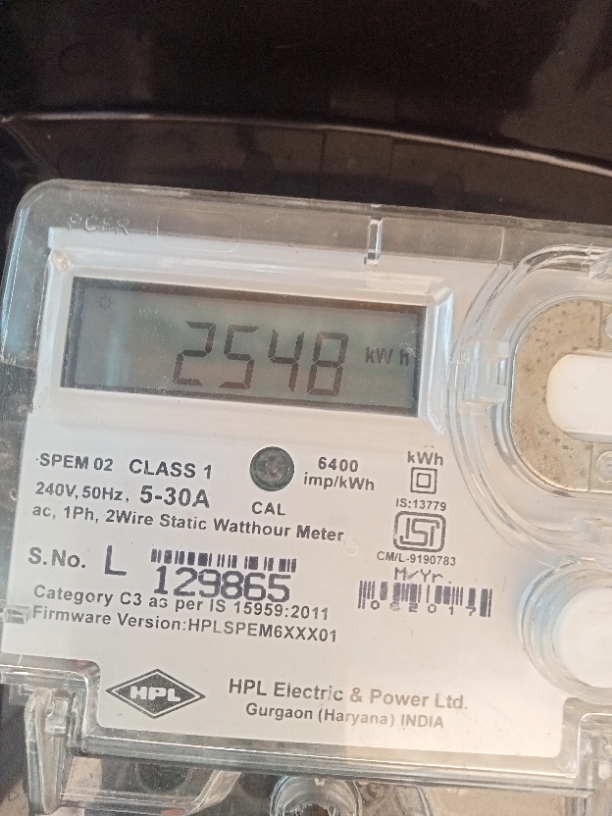 2548 kWh
SPEM 02 CLASS 1
240V, 50Hz, 5-30A
ac, 1Ph, 2Wire Static Watthour Meter
CAL
6400
imp/kWh
kWh
IS:13779
ISI
CM/L-9190783
M/Yr.
062017
S.No. L 129865
Category C3 as per IS 15959:2011
Firmware Version:HPLSPEM6XXX01
HPL
HPL Electric & Power Ltd.
Gurgaon (Haryana) INDIA